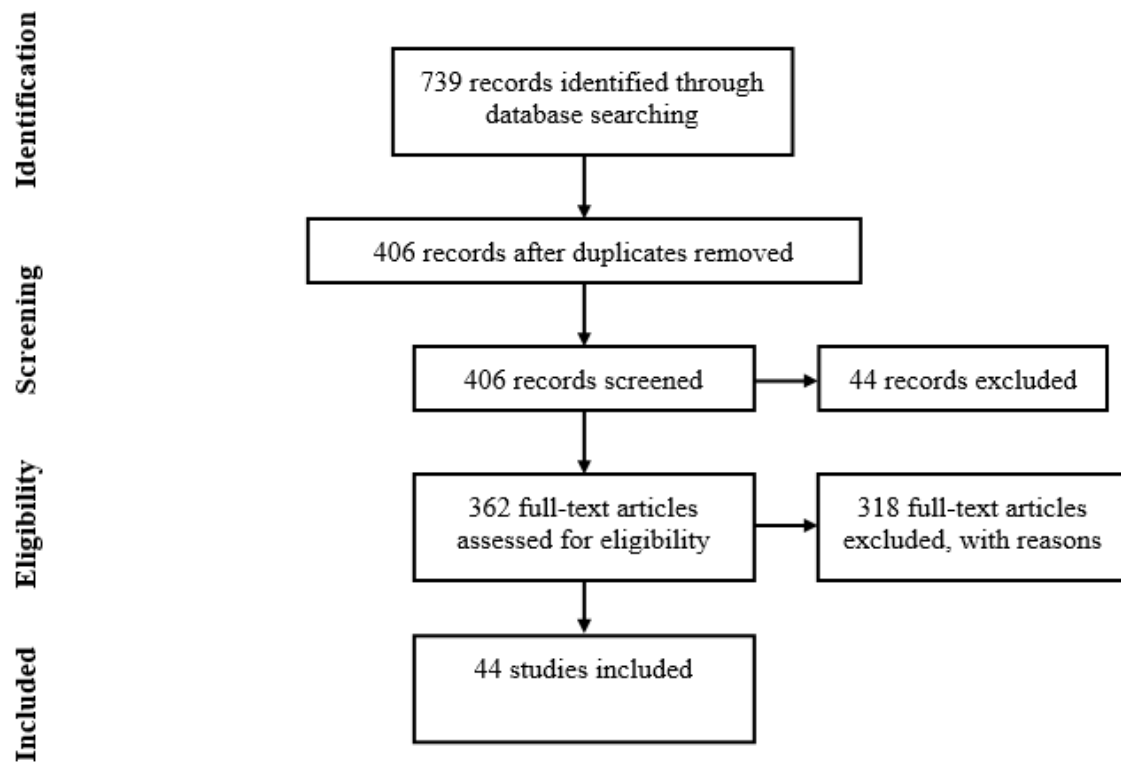 Identification
739 records identified through
database searching
406 records after duplicates removed
Screening
406 records screened
44 records excluded
Eligibility
362 full-text articles
assessed for eligibility
318 full-text articles
excluded, with reasons
Included
44 studies included